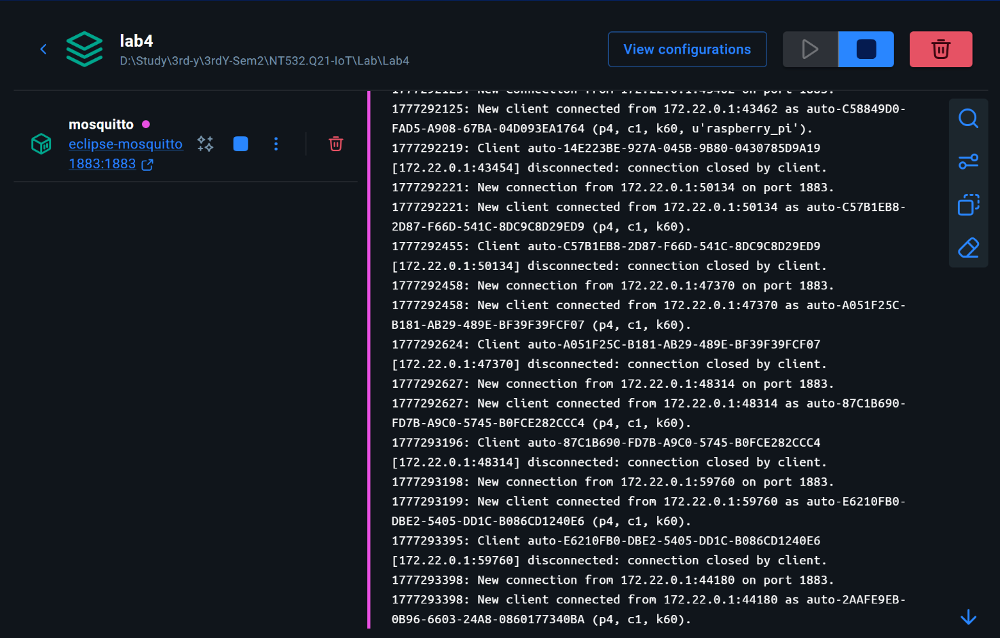 lab4
D:\Study\3rd-y\3rdY-Sem2\NT532.Q21-IoT\Lab\Lab4
View configurations
mosquitto
eclipse-mosquitto
1883:1883
1777292125: New connection from 172.22.0.1:43462 on port 1883.
1777292125: New client connected from 172.22.0.1:43462 as auto-C58849D0-
FAD5-A908-67BA-04D093EA1764 (p4, c1, k60, u'raspberry_pi').
1777292219: Client auto-14E223BE-927A-045B-9B80-0430785D9A19
[172.22.0.1:43454] disconnected: connection closed by client.
1777292221: New connection from 172.22.0.1:50134 on port 1883.
1777292221: New client connected from 172.22.0.1:50134 as auto-C57B1EB8-
2D87-F66D-541C-8DC9C8D29ED9 (p4, c1, k60).
1777292455: Client auto-C57B1EB8-2D87-F66D-541C-8DC9C8D29ED9
[172.22.0.1:50134] disconnected: connection closed by client.
1777292458: New connection from 172.22.0.1:47370 on port 1883.
1777292458: New client connected from 172.22.0.1:47370 as auto-A051F25C-
B181-AB29-489E-BF39F39FCF07 (p4, c1, k60).
1777292624: Client auto-A051F25C-B181-AB29-489E-BF39F39FCF07
[172.22.0.1:47370] disconnected: connection closed by client.
1777292627: New connection from 172.22.0.1:48314 on port 1883.
1777292627: New client connected from 172.22.0.1:48314 as auto-87C1B690-
FD7B-A9C0-5745-B0FCE282CCC4 (p4, c1, k60).
1777293196: Client auto-87C1B690-FD7B-A9C0-5745-B0FCE282CCC4
[172.22.0.1:48314] disconnected: connection closed by client.
1777293198: New connection from 172.22.0.1:59760 on port 1883.
1777293199: New client connected from 172.22.0.1:59760 as auto-E6210FB0-
DBE2-5405-DD1C-B086CD1240E6 (p4, c1, k60).
1777293395: Client auto-E6210FB0-DBE2-5405-DD1C-B086CD1240E6
[172.22.0.1:59760] disconnected: connection closed by client.
1777293398: New connection from 172.22.0.1:44180 on port 1883.
1777293398: New client connected from 172.22.0.1:44180 as auto-2AAFE9EB-
0B96-6603-24A8-0860177340BA (p4, c1, k60).